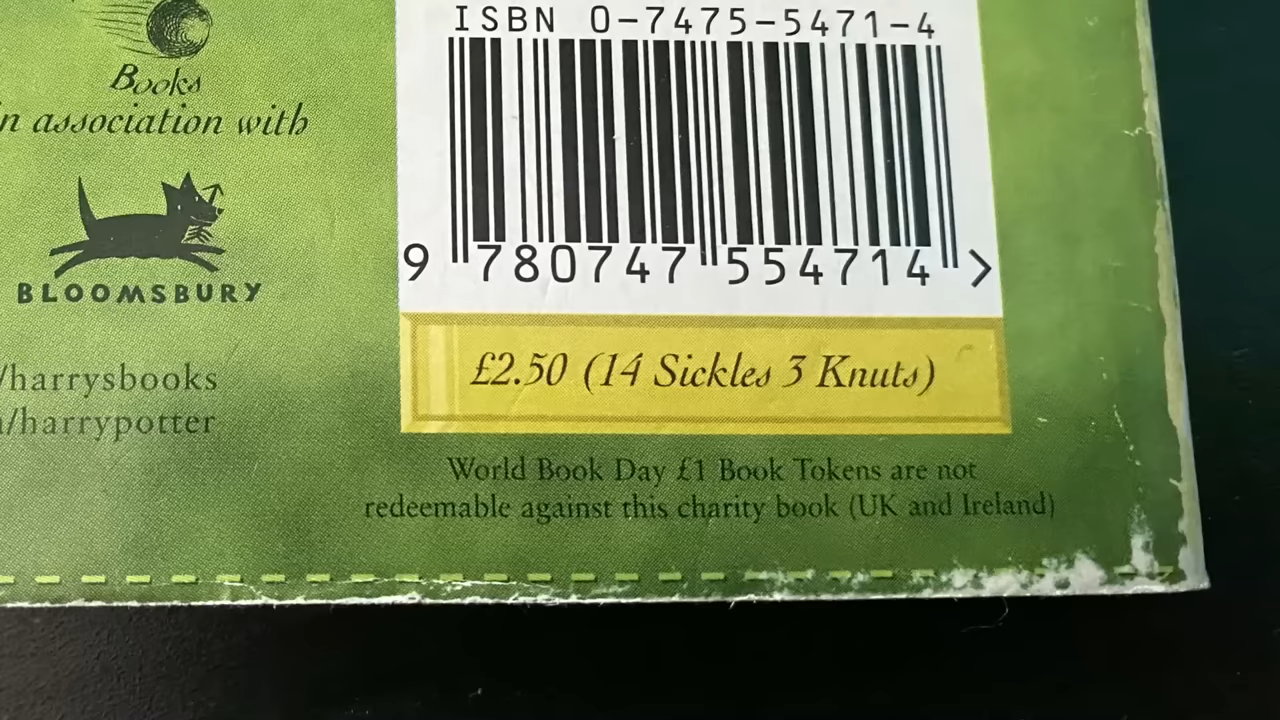 ISBN 0-7475-5471-4
Books
in association with
BLOOMSBURY
9 780747 554714 >
/harrysbooks
/harrypotter
£2.50 (14 Sickles 3 Knuts)
World Book Day £1 Book Tokens are not
redeemable against this charity book (UK and Ireland)